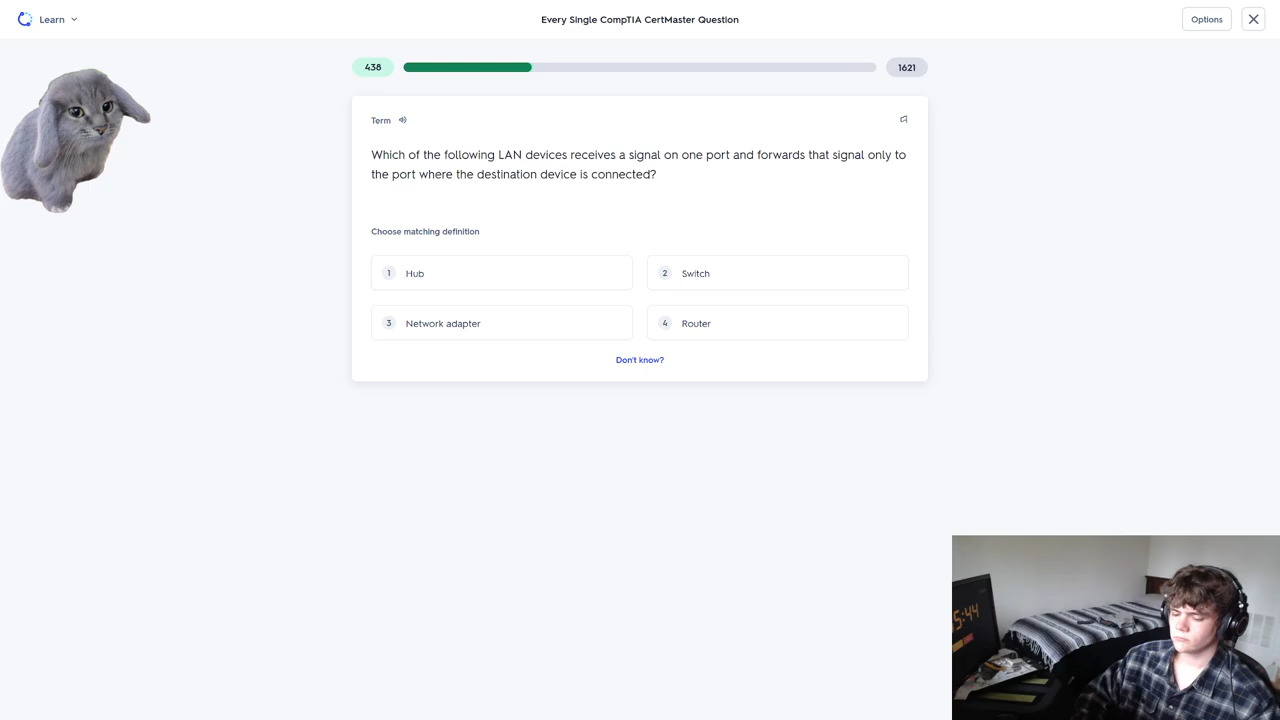 Learn
Every Single CompTIA CertMaster Question
Options
438
1621
Term
Which of the following LAN devices receives a signal on one port and forwards that signal only to
the port where the destination device is connected?
Choose matching definition
1 Hub
2 Switch
3 Network adapter
4 Router
Don't know?
5:44